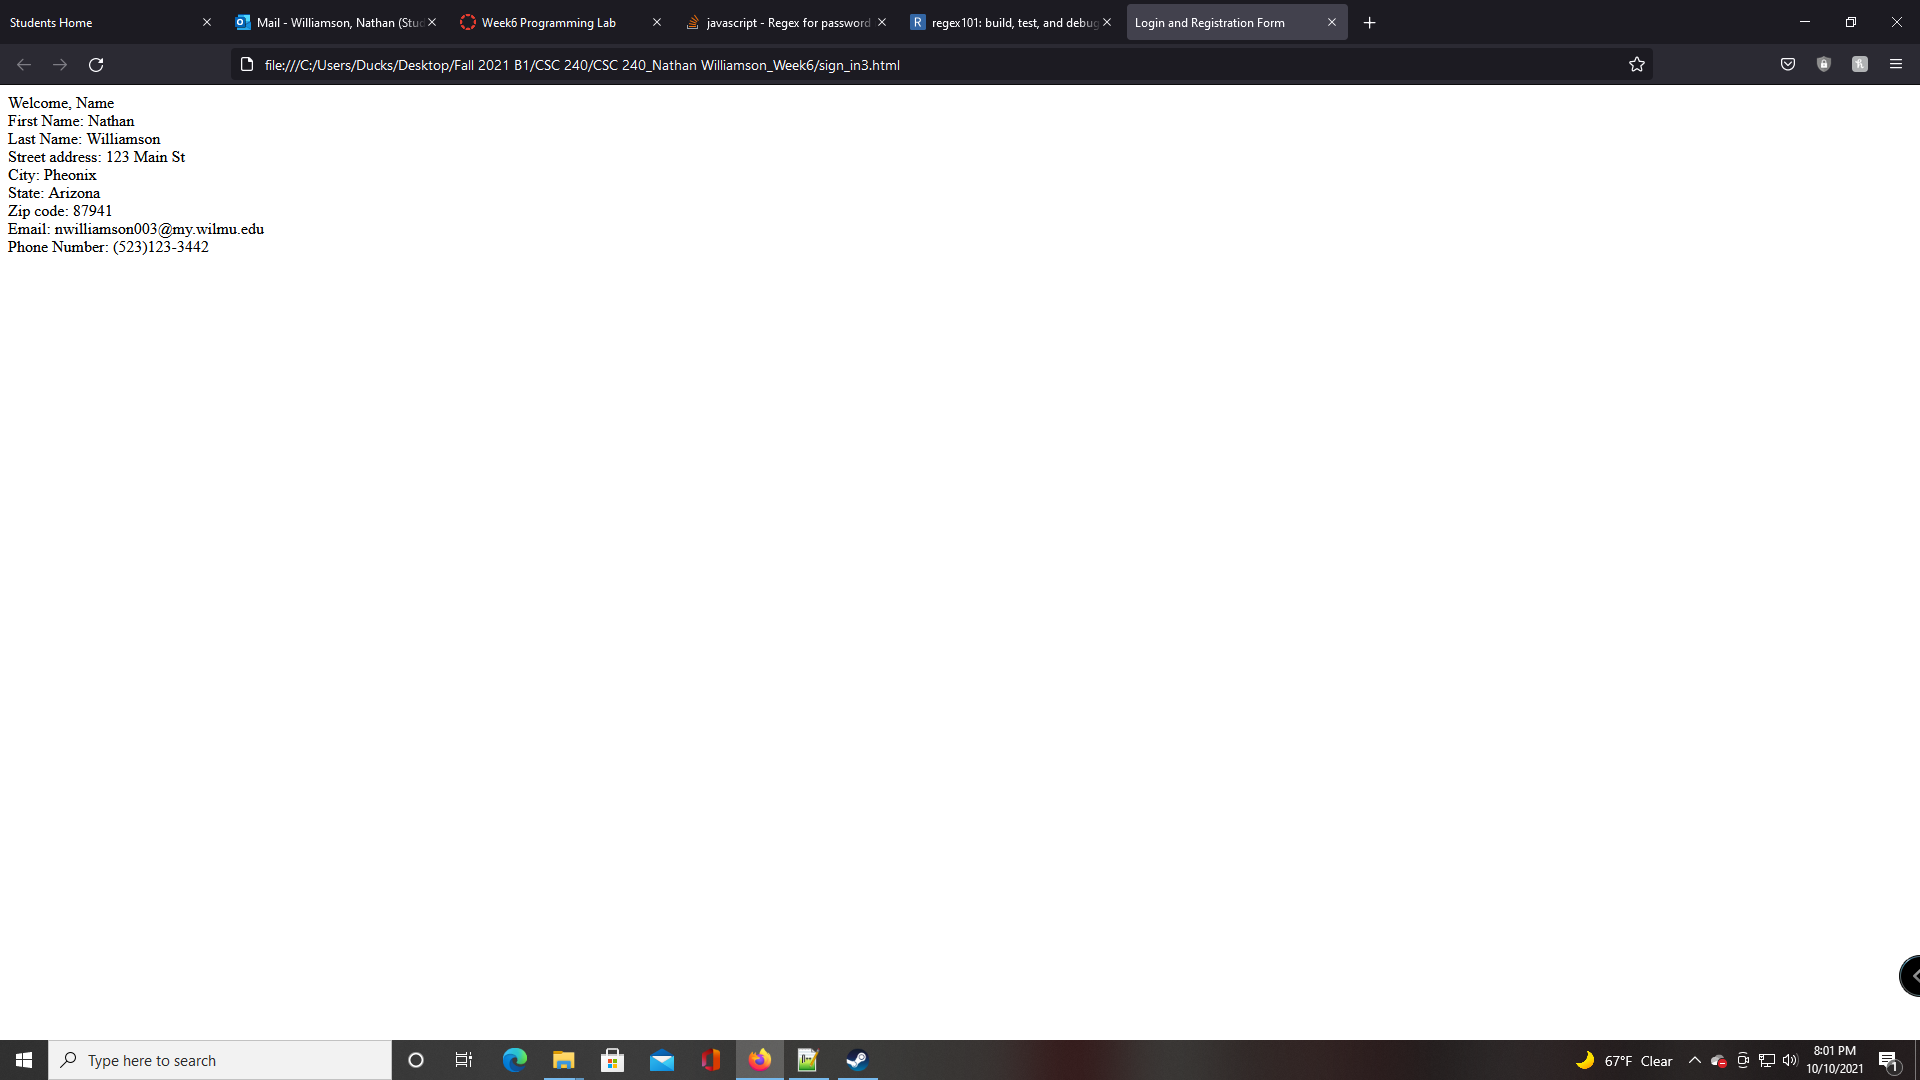 Students Home
Mail - Williamson, Nathan (Stud
Week6 Programming Lab
javascript - Regex for password
regex101: build, test, and debug
Login and Registration Form
file:///C:/Users/Ducks/Desktop/Fall 2021 B1/CSC 240/CSC 240_Nathan Williamson_Week6/sign_in3.html
Welcome, Name
First Name: Nathan
Last Name: Williamson
Street address: 123 Main St
City: Pheonix
State: Arizona
Zip code: 87941
Email: nwilliamson003@my.wilmu.edu
Phone Number: (523)123-3442
Type here to search
67°F Clear
8:01 PM
10/10/2021
1